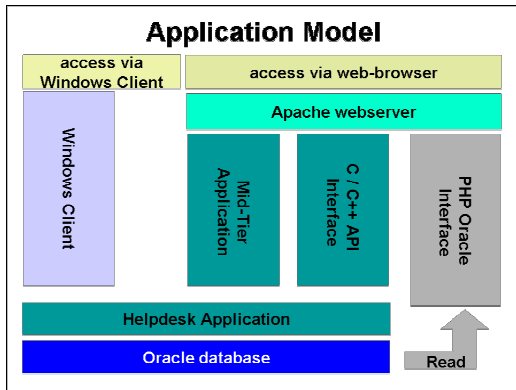 Application Model
access via
Windows Client
access via web-browser
Apache webserver
Windows Client
Mid-Tier
Application
C / C++ API
Interface
PHP Oracle
Interface
Helpdesk Application
Oracle database
Read